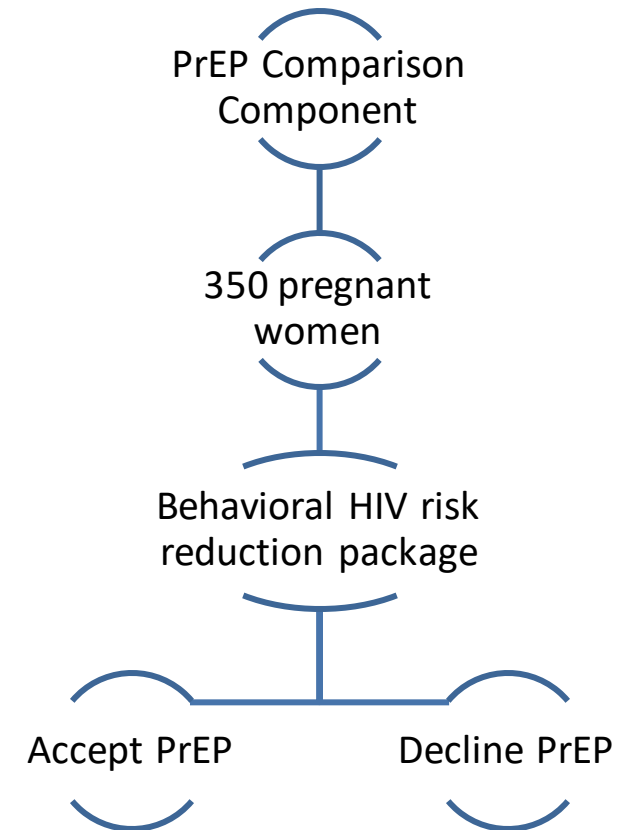 PrEP Comparison
Component
350 pregnant
women
Behavioral HIV risk
reduction package
Accept PrEP
Decline PrEP